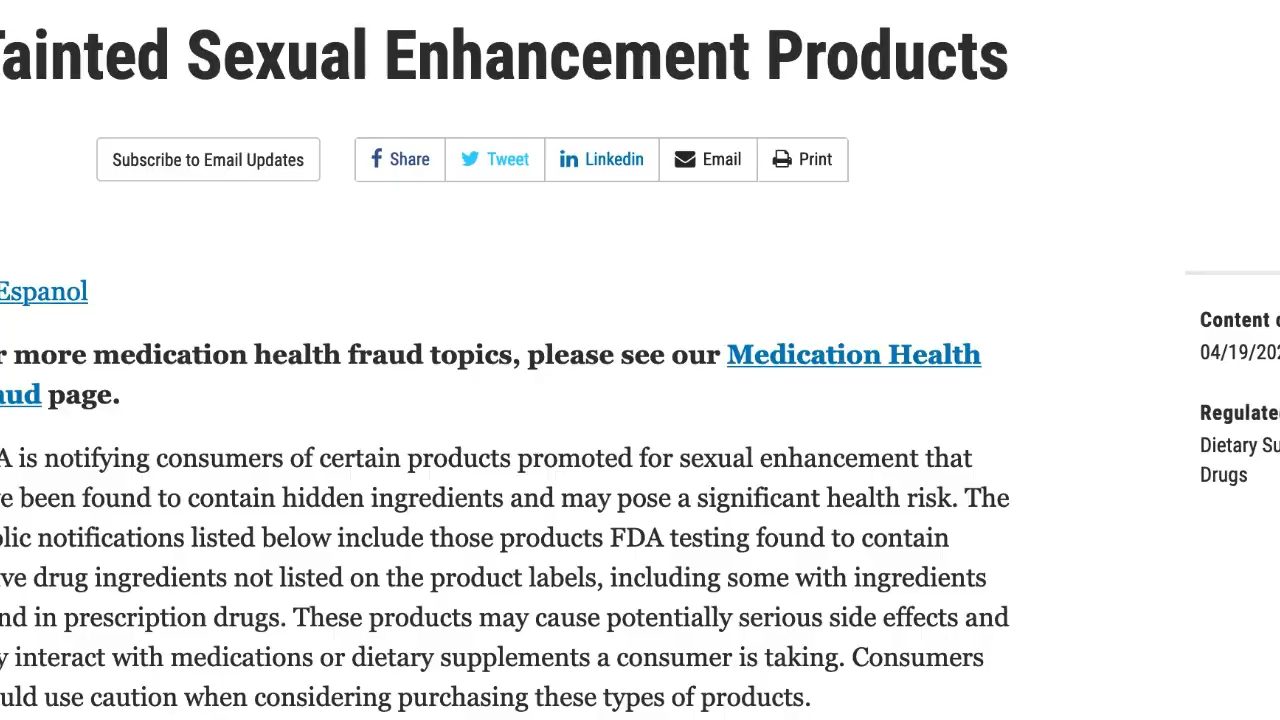 Tainted Sexual Enhancement Products
Subscribe to Email Updates
Share
Tweet
Linkedin
Email
Print
Espanol
r more medication health fraud topics, please see our Medication Health
aud page.
A is notifying consumers of certain products promoted for sexual enhancement that
e been found to contain hidden ingredients and may pose a significant health risk. The
lic notifications listed below include those products FDA testing found to contain
ve drug ingredients not listed on the product labels, including some with ingredients
nd in prescription drugs. These products may cause potentially serious side effects and
y interact with medications or dietary supplements a consumer is taking. Consumers
uld use caution when considering purchasing these types of products.
Content
04/19/202
Regulate
Dietary Su
Drugs